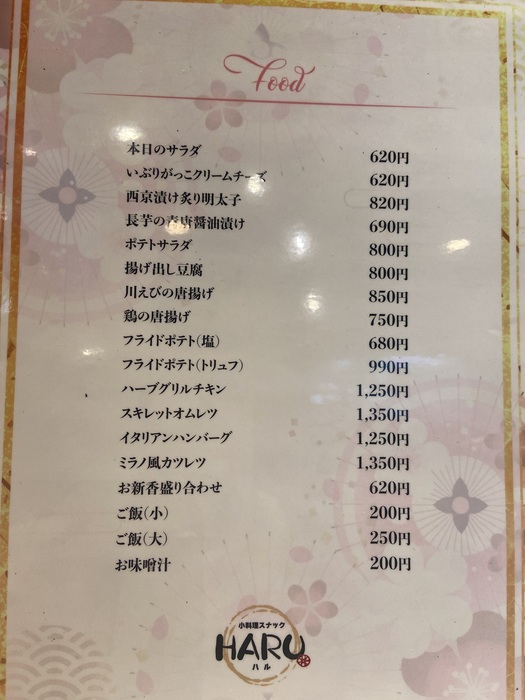 Food
本日のサラダ 620円
いぶりがっこクリームチーズ 620円
西京漬け炙り明太子 820円
長芋の青唐醤油漬け 690円
ポテトサラダ 800円
揚げ出し豆腐 800円
川えびの唐揚げ 850円
鶏の唐揚げ 750円
フライドポテト(塩) 680円
フライドポテト(トリュフ) 990円
ハーブグリルチキン 1,250円
スキレットオムレツ 1,350円
イタリアンハンバーグ 1,250円
ミラノ風カツレツ 1,350円
お新香盛り合わせ 620円
ご飯(小) 200円
ご飯(大) 250円
お味噌汁 200円
小料理スナック
HARU
ハル